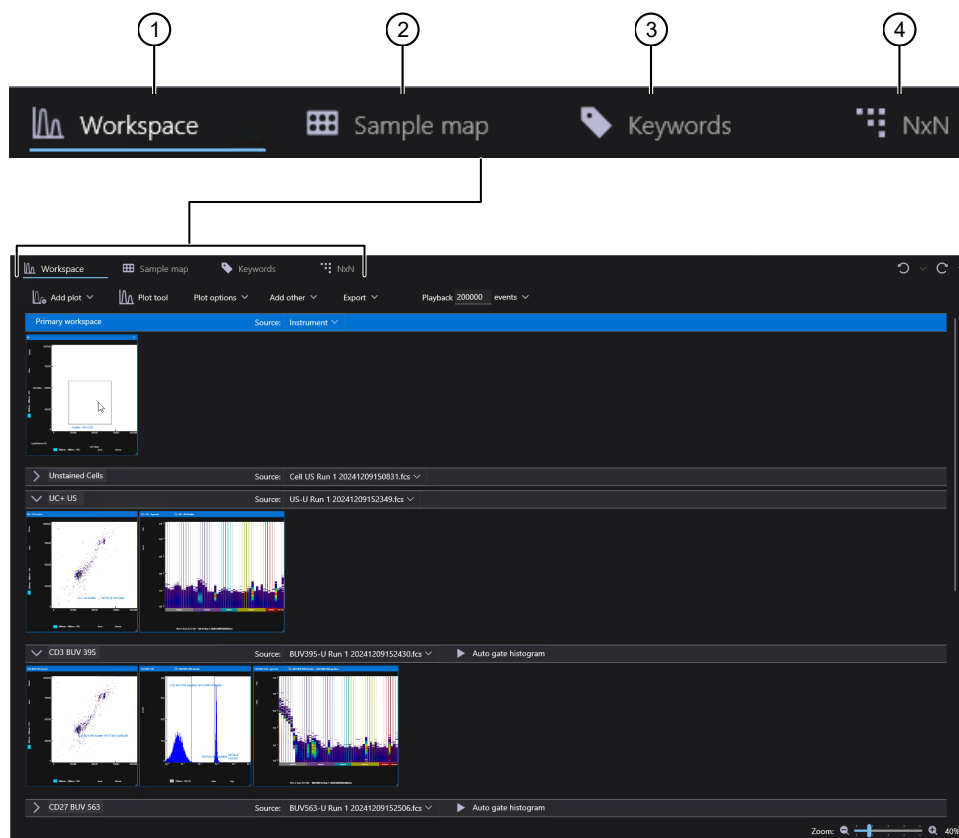 1 2 3 4
Workspace Sample map Keywords NxN
Workspace Sample map Keywords NxN
Add plot Plot tool Plot options Add other Export Playback 200000 events
Primary workspace Source: Instrument
Unstained Cells Source: Cell US Run 1 20241209150831.fcs
UC+ US Source: US-U Run 1 20241209152349.fcs
CD3 BUV 395 Source: BUV395-U Run 1 20241209152430.fcs Auto gate histogram
CD27 BUV 563 Source: BUV563-U Run 1 20241209152506.fcs Auto gate histogram
Zoom: 40%